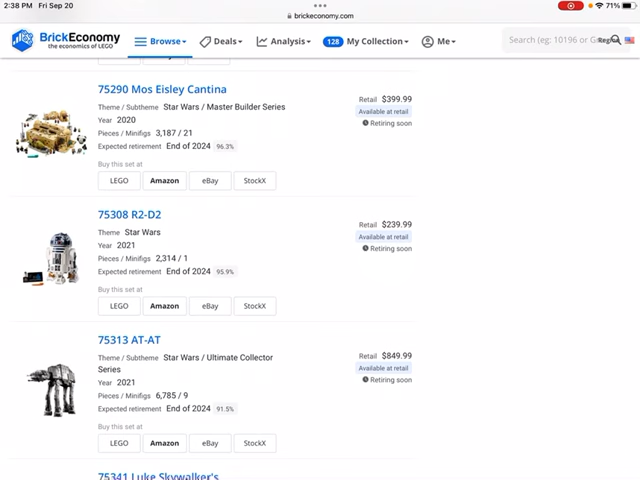 2:38 PM Fri Sep 20
71%
brickeconomy.com
BrickEconomy
the economics of LEGO
Browse
Deals
Analysis
128 My Collection
Me
Search (eg: 10196 or G
75290 Mos Eisley Cantina
Theme / Subtheme Star Wars / Master Builder Series
Year 2020
Pieces / Minifigs 3,187 / 21
Expected retirement End of 2024 96.3%
Buy this set at
LEGO Amazon eBay StockX
Retail $399.99
Available at retail
Retiring soon
75308 R2-D2
Theme Star Wars
Year 2021
Pieces / Minifigs 2,314 / 1
Expected retirement End of 2024 95.9%
Buy this set at
LEGO Amazon eBay StockX
Retail $239.99
Available at retail
Retiring soon
75313 AT-AT
Theme / Subtheme Star Wars / Ultimate Collector
Series
Year 2021
Pieces / Minifigs 6,785 / 9
Expected retirement End of 2024 91.5%
Buy this set at
LEGO Amazon eBay StockX
Retail $849.99
Available at retail
Retiring soon
75341 Luke Skywalker's